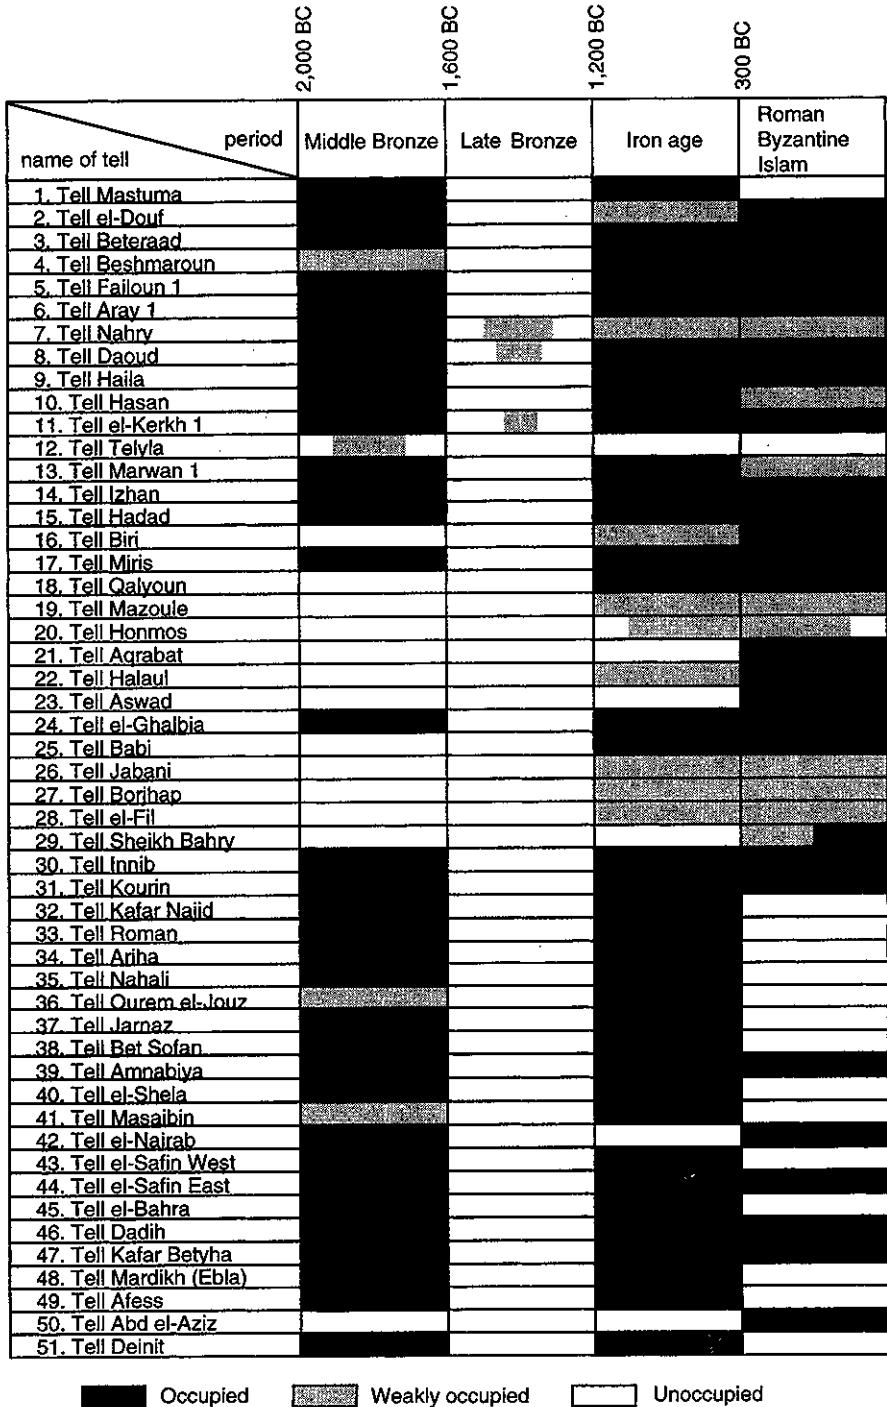 2,000 BC
1,600 BC
1,200 BC
300 BC
period
name of tell
Middle Bronze
Late Bronze
Iron age
Roman
Byzantine
Islam
1. Tell Mastuma
2. Tell el-Douf
3. Tell Beteraad
4. Tell Beshmaroun
5. Tell Failoun 1
6. Tell Aray 1
7. Tell Nahry
8. Tell Daoud
9. Tell Haila
10. Tell Hasan
11. Tell el-Kerkh 1
12. Tell Telyla
13. Tell Marwan 1
14. Tell Izhan
15. Tell Hadad
16. Tell Biri
17. Tell Mjris
18. Tell Qalyoun
19. Tell Mazoule
20. Tell Honmos
21. Tell Aqrabat
22. Tell Halaul
23. Tell Aswad
24. Tell el-Ghalbia
25. Tell Babi
26. Tell Jabani
27. Tell Borjhap
28. Tell el-Fil
29. Tell Sheikh Bahry
30. Tell Innib
31. Tell Kourin
32. Tell Kafar Najid
33. Tell Roman
34. Tell Ariha
35. Tell Nahali
36. Tell Ourem el-Jouz
37. Tell Jarnaz
38. Tell Bet Sofan
39. Tell Amnabiya
40. Tell el-Shela
41. Tell Masaibin
42. Tell el-Nairab
43. Tell el-Safin West
44. Tell el-Safin East
45. Tell el-Bahra
46. Tell Dadih
47. Tell Kafar Betyha
48. Tell Mardikh (Ebla)
49. Tell Afess
50. Tell Abd el-Aziz
51. Tell Deinit
Occupied
Weakly occupied
Unoccupied